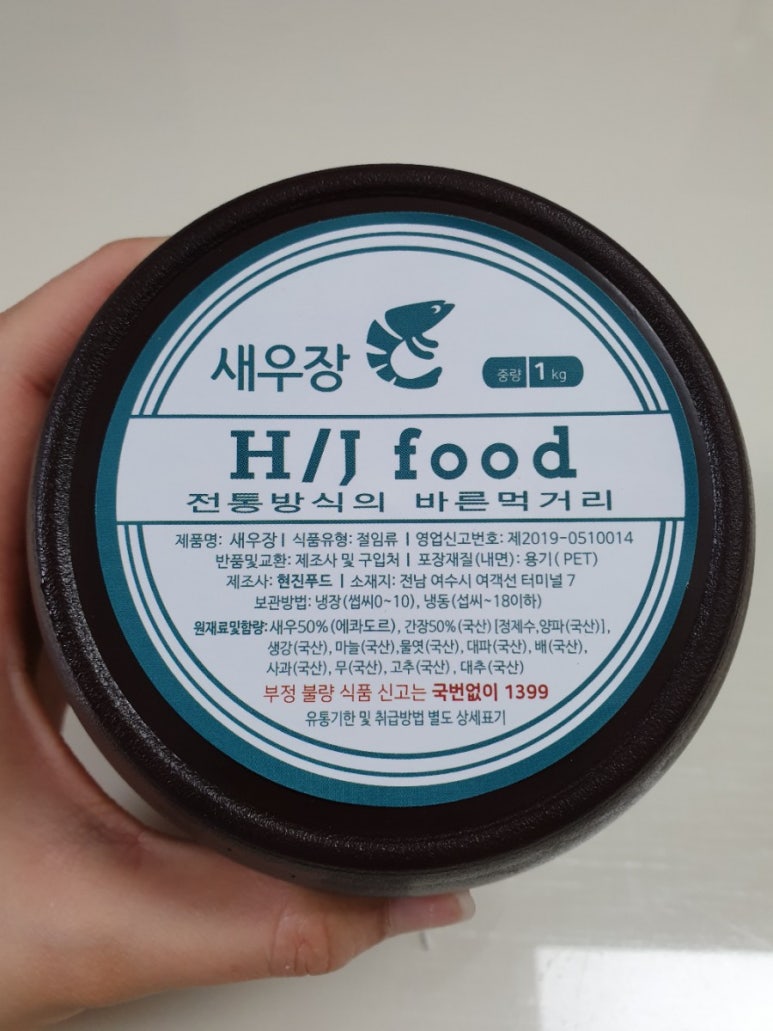 새우장
중량 1 kg
H/J food
전통방식의 바른먹거리
제품명: 새우장 | 식품유형: 절임류 | 영업신고번호: 제2019-0510014
반품및교환: 제조사 및 구입처 | 포장재질(내면): 용기( PET)
제조사: 현진푸드 | 소재지: 전남 여수시 여객선 터미널 7
보관방법: 냉장(썹씨0~10), 냉동(섭씨~18이하)
원재료및함량: 새우50%(에콰도르), 간장50%(국산) [정제수,양파(국산)],
생강(국산), 마늘(국산),물엿(국산), 대파(국산), 배(국산),
사과(국산), 무(국산), 고추(국산), 대추(국산)
부정 불량 식품 신고는 국번없이 1399
유통기한 및 취급방법 별도 상세표기